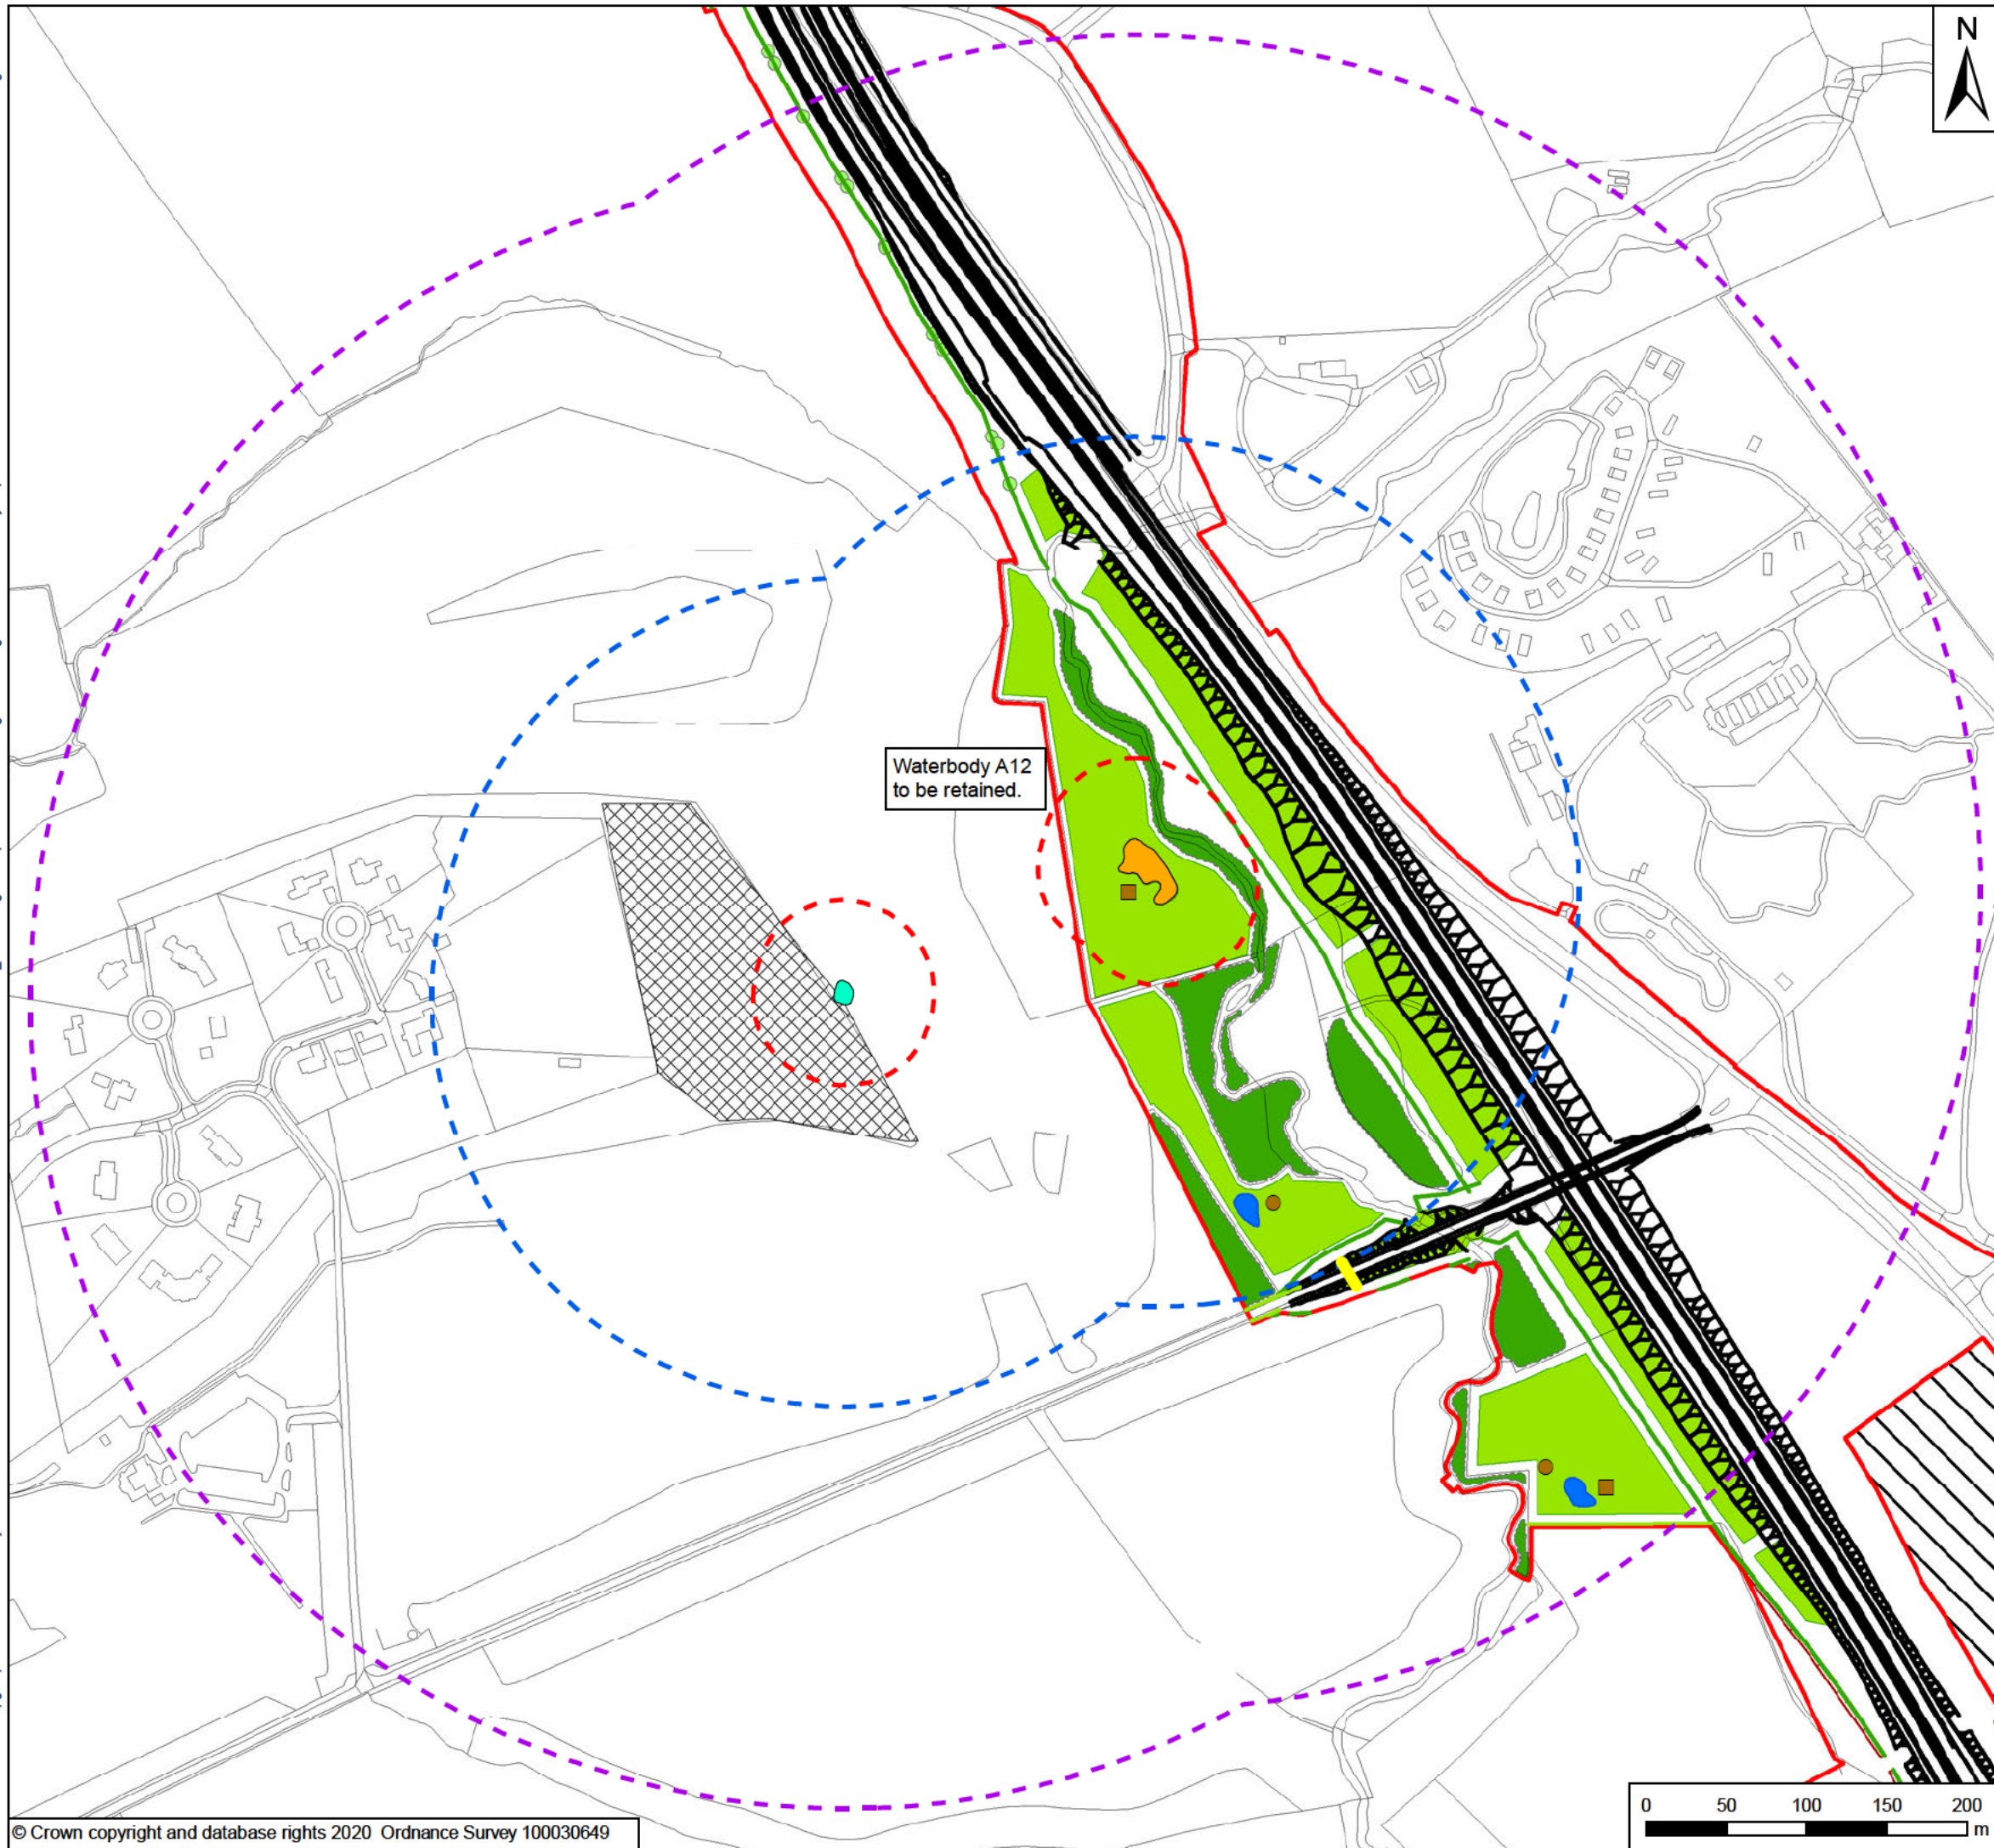 N
Waterbody A12
to be retained.
0 50 100 150 200
m
© Crown copyright and database rights 2020 Ordnance Survey 100030649